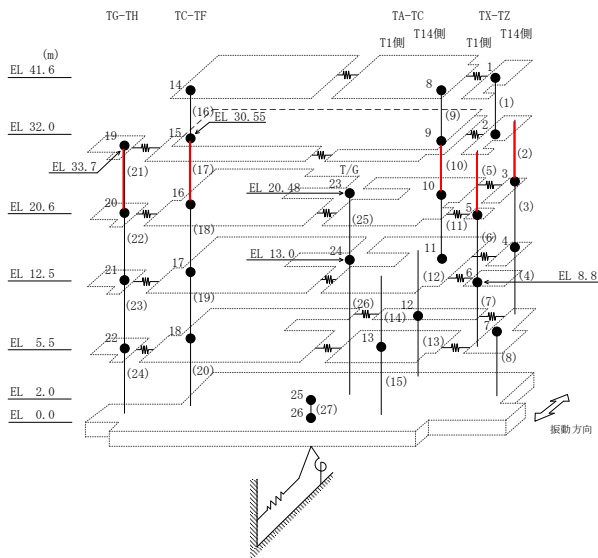 TG-TH TC-TF TA-TC TX-TZ
T1側 T14側 T1側 T14側
(m)
EL 41.6
14 8 1
(16) (9) (1)
EL 30.55
EL 32.0
19 15 9 2
EL 33.7
(21) (17) (10) (2)
T/G
EL 20.48
23 10 (5) 3
EL 20.6
20 16 5
(22) (18) (25) (11) (3)
EL 13.0
24 11 (6) 4
EL 12.5
21 17 (12) 6 (4)
EL 8.8
(23) (19) (26) (14) 12 (7)
EL 5.5
22 18 13 (13) 7
(24) (20) (15) (8)
EL 2.0
25
EL 0.0
26 (27)
振動方向